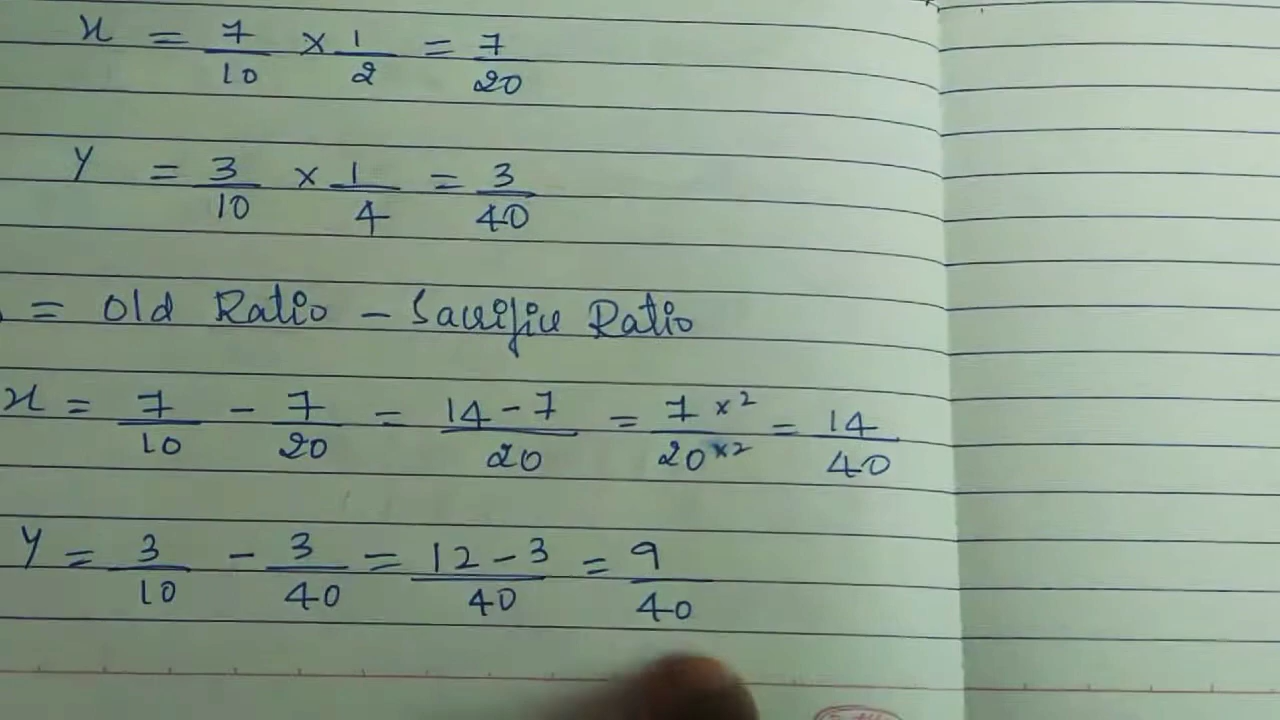 x = 7/10 × 1/2 = 7/20
y = 3/10 × 1/4 = 3/40
= Old Ratio - Sacrifice Ratio
x = 7/10 - 7/20 = 14-7/20 = 7×2/20×2 = 14/40
y = 3/10 - 3/40 = 12-3/40 = 9/40